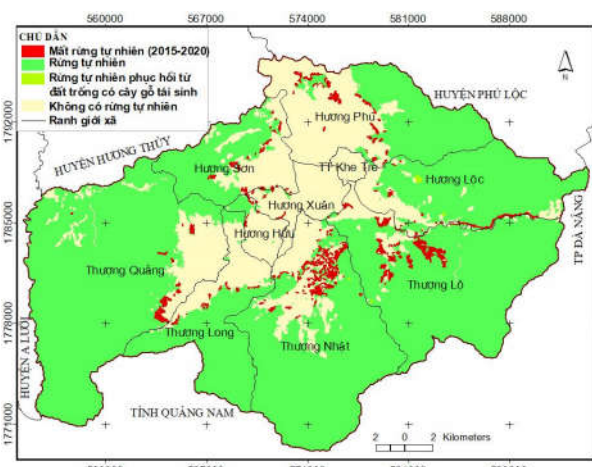 560000 567000 574000 581000 588000
CHÚ DẪN
Mất rừng tự nhiên (2015-2020)
Rừng tự nhiên
Rừng tự nhiên phục hồi từ
đất trống có cây gỗ tái sinh
Không có rừng tự nhiên
Ranh giới xã
N
HUYỆN PHÚ LỘC
HUYỆN HƯƠNG THỦY
Hương Phú
Hương Sơn
TT Khe Tre
Hương Lộc
Hương Xuân
Hương Hữu
Thượng Quảng
Thượng Lộ
Thượng Long
Thượng Nhật
TP ĐÀ NẴNG
HUYỆN A LƯỚI
TỈNH QUẢNG NAM
1792000
1785000
1778000
1771000
2 0 2 Kilometers